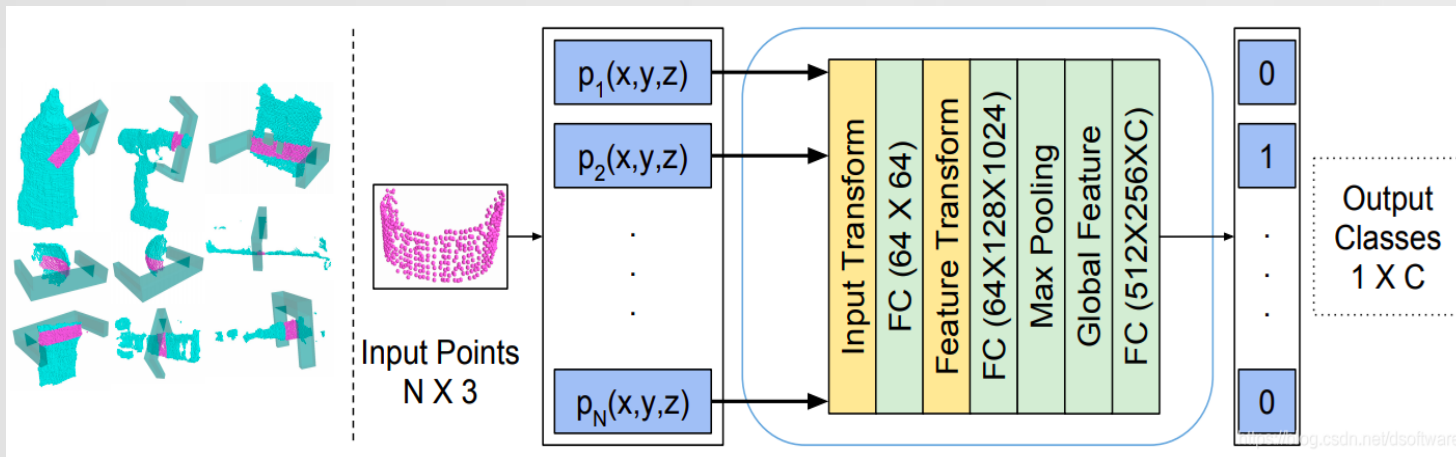 Input Points
N X 3
p1(x,y,z)
p2(x,y,z)
.
.
.
pN(x,y,z)
Input Transform
FC (64 X 64)
Feature Transform
FC (64X128X1024)
Max Pooling
Global Feature
FC (512X256XC)
0
1
.
.
.
0
Output
Classes
1 X C
https://blog.csdn.net/dsoftware